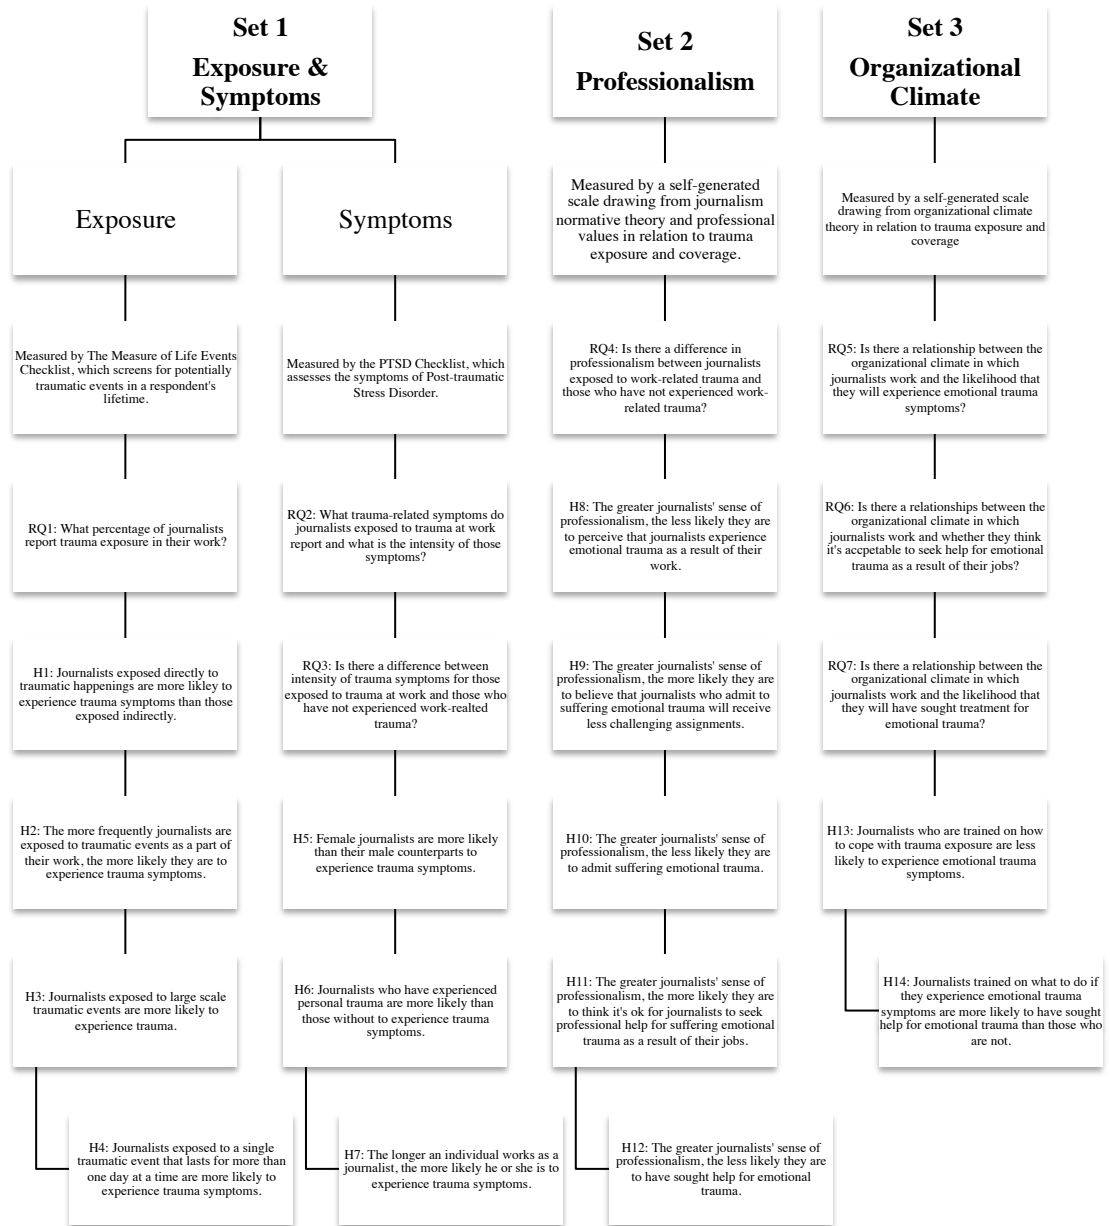 Set 1
Exposure &
Symptoms
Exposure
Measured by The Measure of Life Events
Checklist, which screens for potentially
traumatic events in a respondent's
lifetime.
RQ1: What percentage of journalists
report trauma exposure in their work?
H1: Journalists exposed directly to
traumatic happenings are more likley to
experience trauma symptoms than those
exposed indirectly.
H2: The more frequently journalists are
exposed to traumatic events as a part of
their work, the more likely they are to
experience trauma symptoms.
H3: Journalists exposed to large scale
traumatic events are more likely to
experience trauma.
H4: Journalists exposed to a single
traumatic event that lasts for more than
one day at a time are more likely to
experience trauma symptoms.
Symptoms
Measured by the PTSD Checklist, which
assesses the symptoms of Post-traumatic
Stress Disorder.
RQ2: What trauma-related symptoms do
journalists exposed to trauma at work
report and what is the intensity of those
symptoms?
RQ3: Is there a difference between
intensity of trauma symptoms for those
exposed to trauma at work and those who
have not experienced work-realted
trauma?
H5: Female journalists are more likely
than their male counterparts to
experience trauma symptoms.
H6: Journalists who have experienced
personal trauma are more likely than
those without to experience trauma
symptoms.
H7: The longer an individual works as a
journalist, the more likely he or she is to
experience trauma symptoms.
Set 2
Professionalism
Measured by a self-generated
scale drawing from journalism
normative theory and professional
values in relation to trauma
exposure and coverage.
RQ4: Is there a difference in
professionalism between journalists
exposed to work-related trauma and
those who have not experienced work-
related trauma?
H8: The greater journalists' sense of
professionalism, the less likely they are
to perceive that journalists experience
emotional trauma as a result of their
work.
H9: The greater journalists' sense of
professionalism, the more likely they are
to believe that journalists who admit to
suffering emotional trauma will receive
less challenging assignments.
H10: The greater journalists' sense of
professionalism, the less likely they are
to admit suffering emotional trauma.
H11: The greater journalists' sense of
professionalism, the more likely they are
to think it's ok for journalists to seek
professional help for suffering emotional
trauma as a result of their jobs.
H12: The greater journalists' sense of
professionalism, the less likely they are
to have sought help for emotional
trauma.
Set 3
Organizational
Climate
Measured by a self-generated scale
drawing from organizational climate
theory in relation to trauma exposure and
coverage
RQ5: Is there a relationship between the
organizational climate in which
journalists work and the likelihood that
they will experience emotional trauma
symptoms?
RQ6: Is there a relationships between the
organizational climate in which
journalists work and whether they think
it's accpetable to seek help for emotional
trauma as a result of their jobs?
RQ7: Is there a relationship between the
organizational climate in which
journalists work and the likelihood that
they will have sought treatment for
emotional trauma?
H13: Journalists who are trained on how
to cope with trauma exposure are less
likely to experience emotional trauma
symptoms.
H14: Journalists trained on what to do if
they experience emotional trauma
symptoms are more likely to have sought
help for emotional trauma than those who
are not.